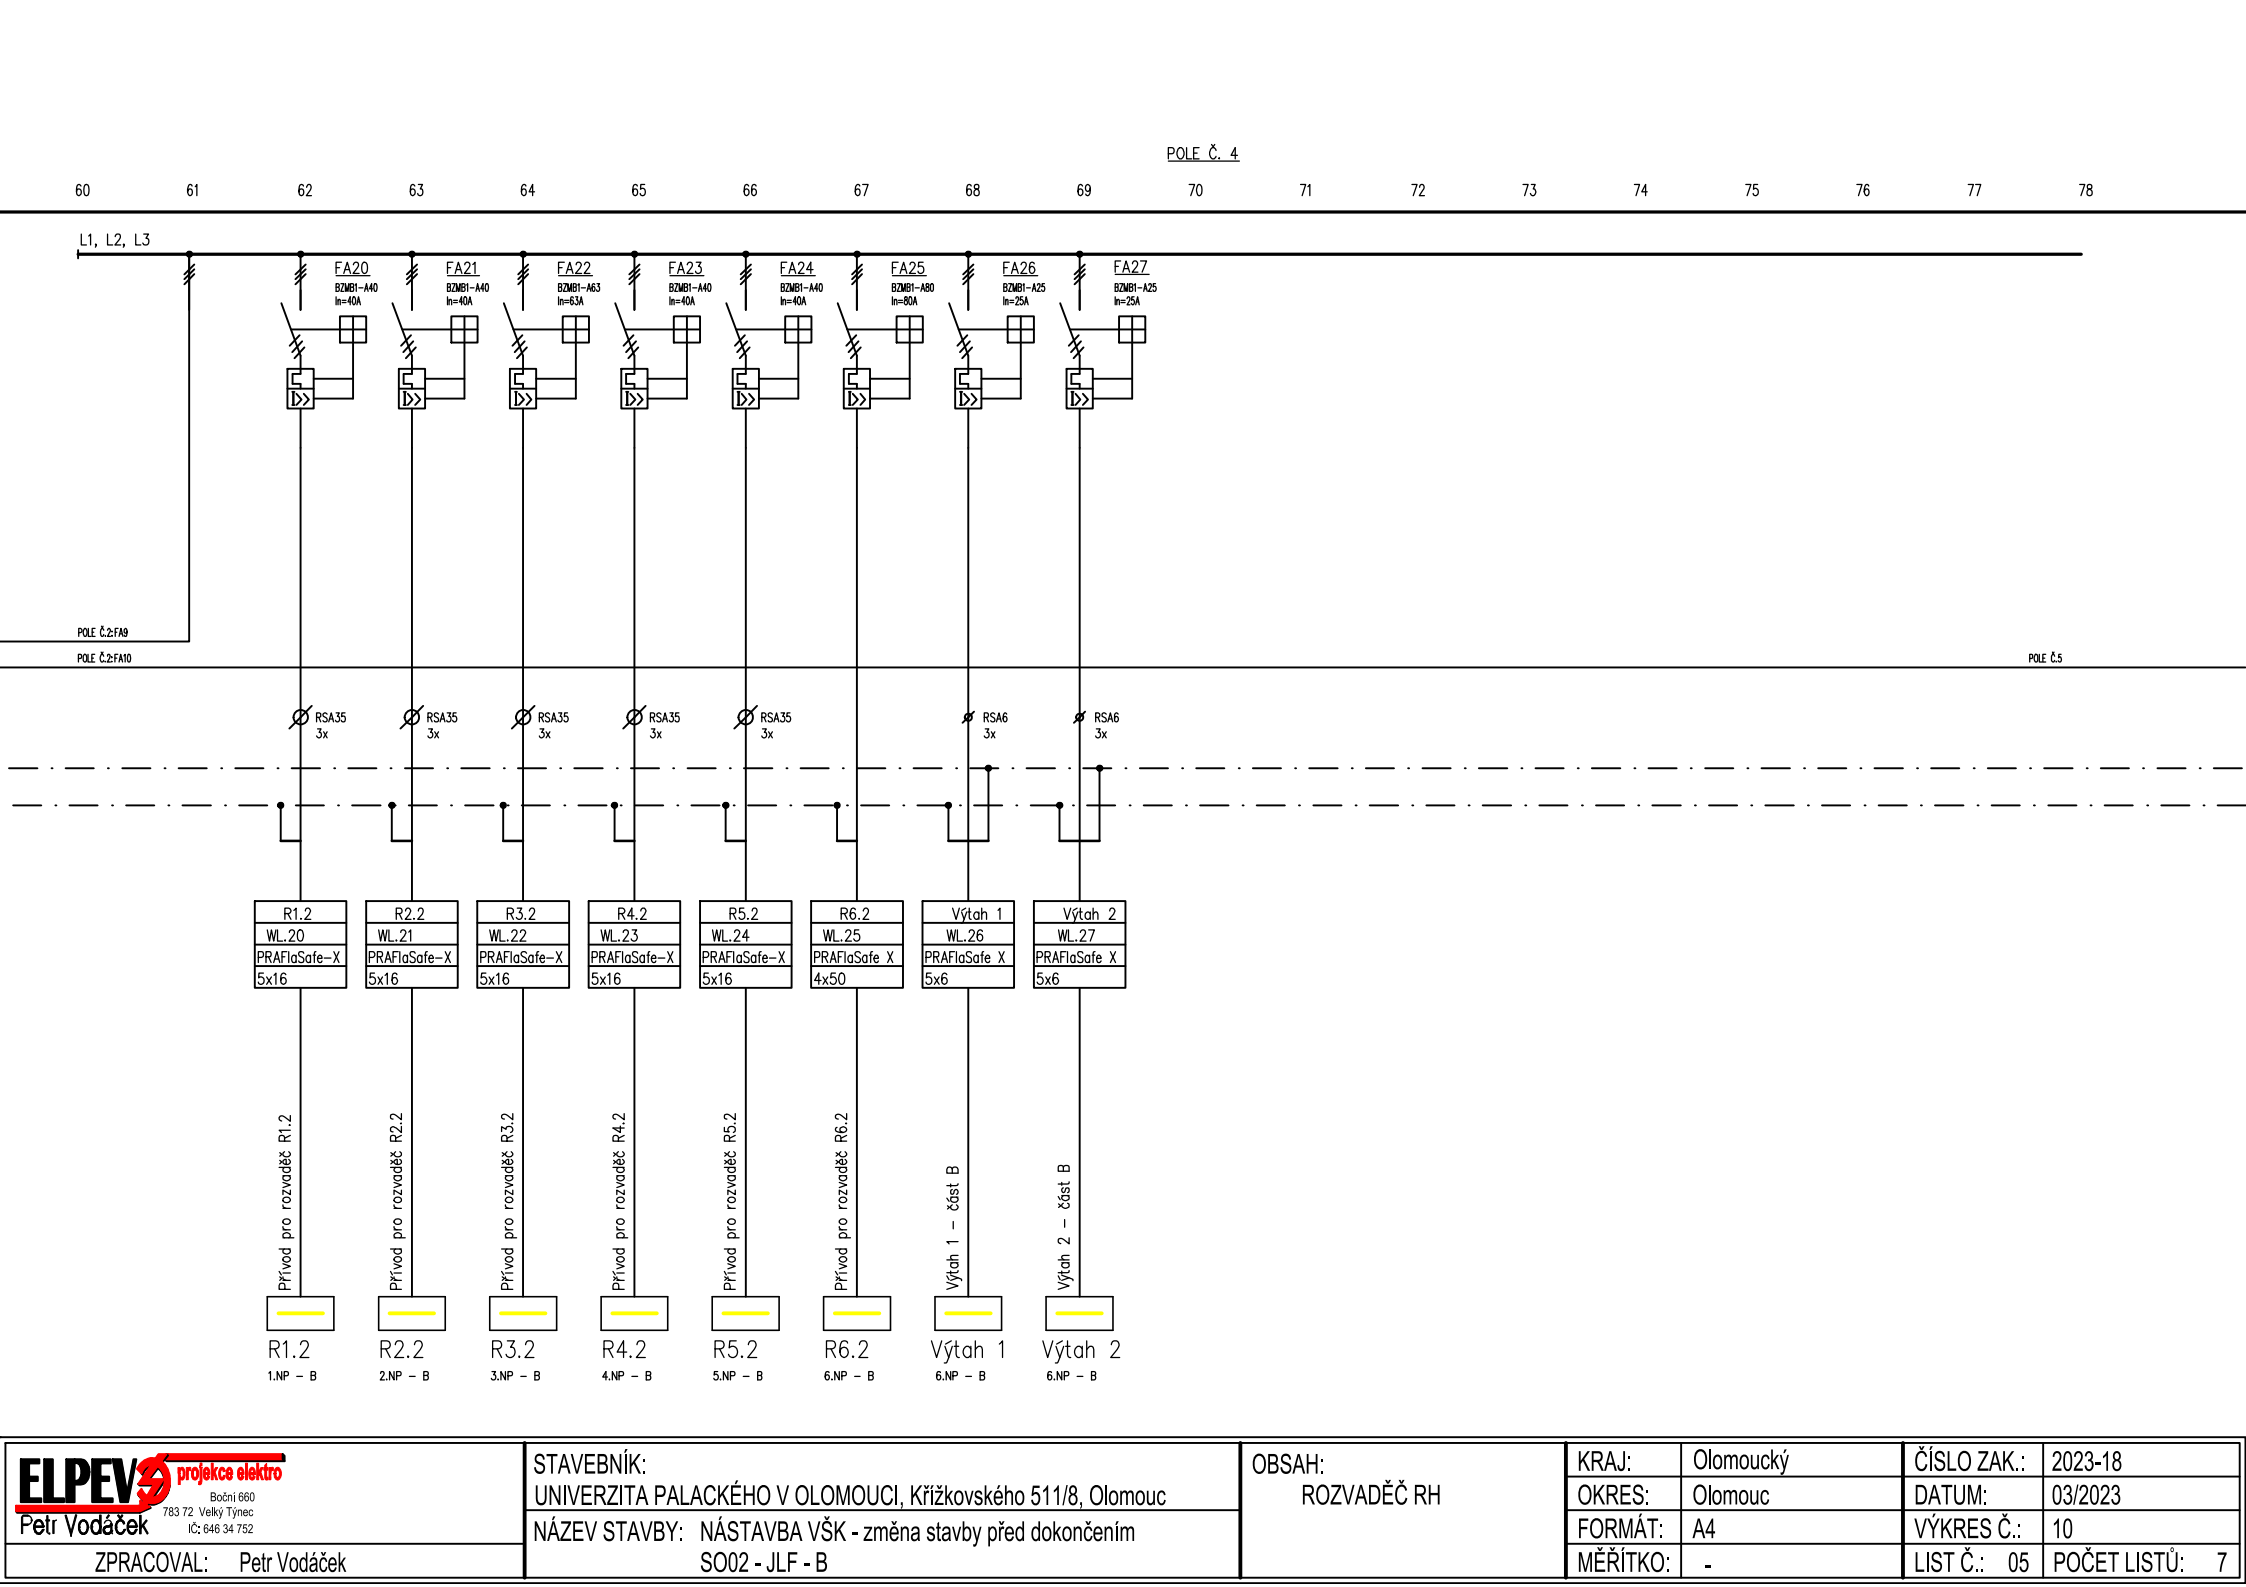 POLE Č. 4
60 61 62 63 64 65 66 67 68 69 70 71 72 73 74 75 76 77 78
L1, L2, L3
FA20 FA21 FA22 FA23 FA24 FA25 FA26 FA27
BZMB1-A40 BZMB1-A40 BZMB1-A63 BZMB1-A40 BZMB1-A40 BZMB1-A80 BZMB1-A25 BZMB1-A25
In=40A In=40A In=63A In=40A In=40A In=80A In=25A In=25A
I>> I>> I>> I>> I>> I>> I>> I>>
POLE Č.2:FA9
POLE Č.2:FA10 POLE Č.5
RSA35 RSA35 RSA35 RSA35 RSA35 RSA6 RSA6
3x 3x 3x 3x 3x 3x 3x
R1.2 R2.2 R3.2 R4.2 R5.2 R6.2 Výtah 1 Výtah 2
WL.20 WL.21 WL.22 WL.23 WL.24 WL.25 WL.26 WL.27
PRAFlaSafe-X PRAFlaSafe-X PRAFlaSafe-X PRAFlaSafe-X PRAFlaSafe-X PRAFlaSafe X PRAFlaSafe X PRAFlaSafe X
5x16 5x16 5x16 5x16 5x16 4x50 5x6 5x6
Přívod pro rozvaděč R1.2
Přívod pro rozvaděč R2.2
Přívod pro rozvaděč R3.2
Přívod pro rozvaděč R4.2
Přívod pro rozvaděč R5.2
Přívod pro rozvaděč R6.2
Výtah 1 - část B
Výtah 2 - část B
R1.2 R2.2 R3.2 R4.2 R5.2 R6.2 Výtah 1 Výtah 2
1.NP - B 2.NP - B 3.NP - B 4.NP - B 5.NP - B 6.NP - B 6.NP - B 6.NP - B
ELPEV projekce elektro
Boční 660
783 72 Velký Týnec
Petr Vodáček IČ: 646 34 752
ZPRACOVAL: Petr Vodáček
STAVEBNÍK:
UNIVERZITA PALACKÉHO V OLOMOUCI, Křížkovského 511/8, Olomouc
NÁZEV STAVBY: NÁSTAVBA VŠK - změna stavby před dokončením
SO02 - JLF - B
OBSAH:
ROZVADĚČ RH
KRAJ: Olomoucký
OKRES: Olomouc
FORMÁT: A4
MĚŘÍTKO: -
ČÍSLO ZAK.: 2023-18
DATUM: 03/2023
VÝKRES Č.: 10
LIST Č.: 05 POČET LISTŮ: 7